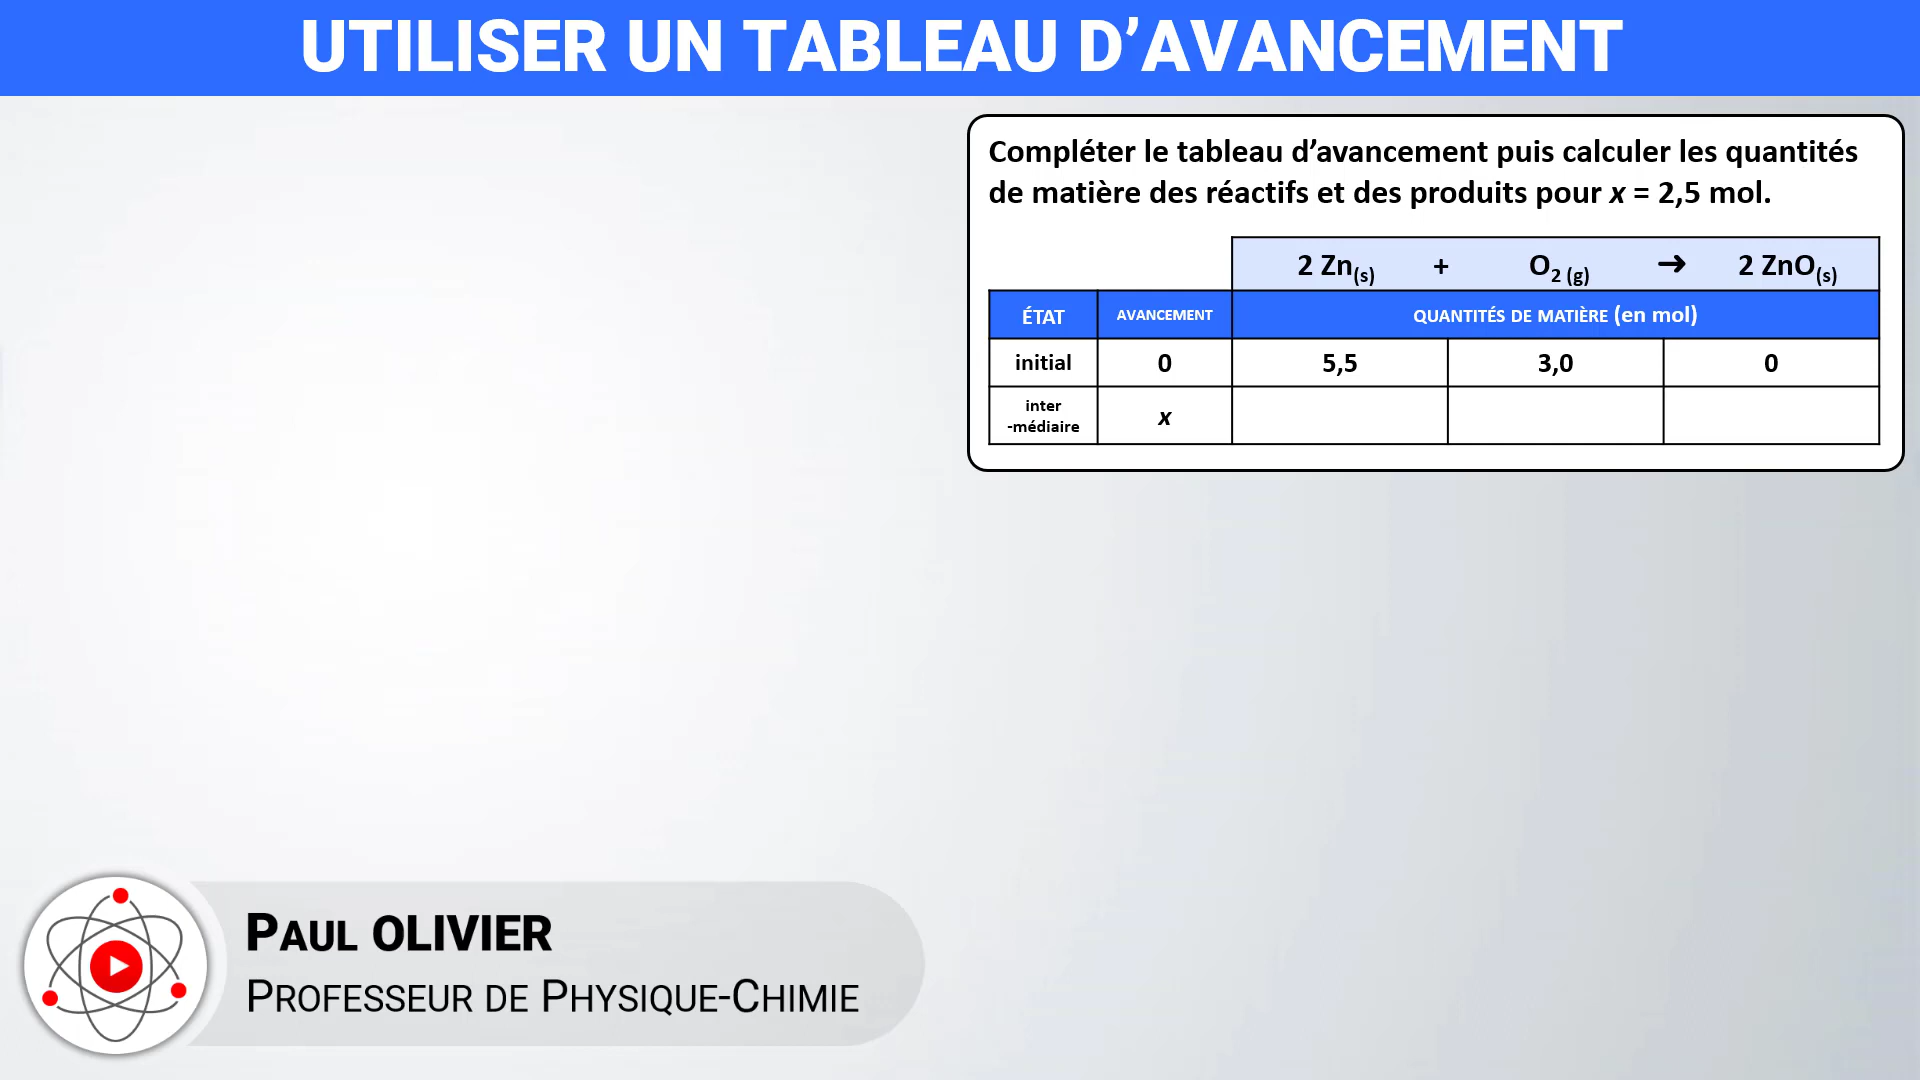 UTILISER UN TABLEAU D’AVANCEMENT
Compléter le tableau d’avancement puis calculer les quantités
de matière des réactifs et des produits pour x = 2,5 mol.
2 Zn(s) + O2 (g) ➜ 2 ZnO(s)
ÉTAT AVANCEMENT QUANTITÉS DE MATIÈRE (en mol)
initial 0 5,5 3,0 0
inter
-médiaire x
PAUL OLIVIER
PROFESSEUR DE PHYSIQUE-CHIMIE